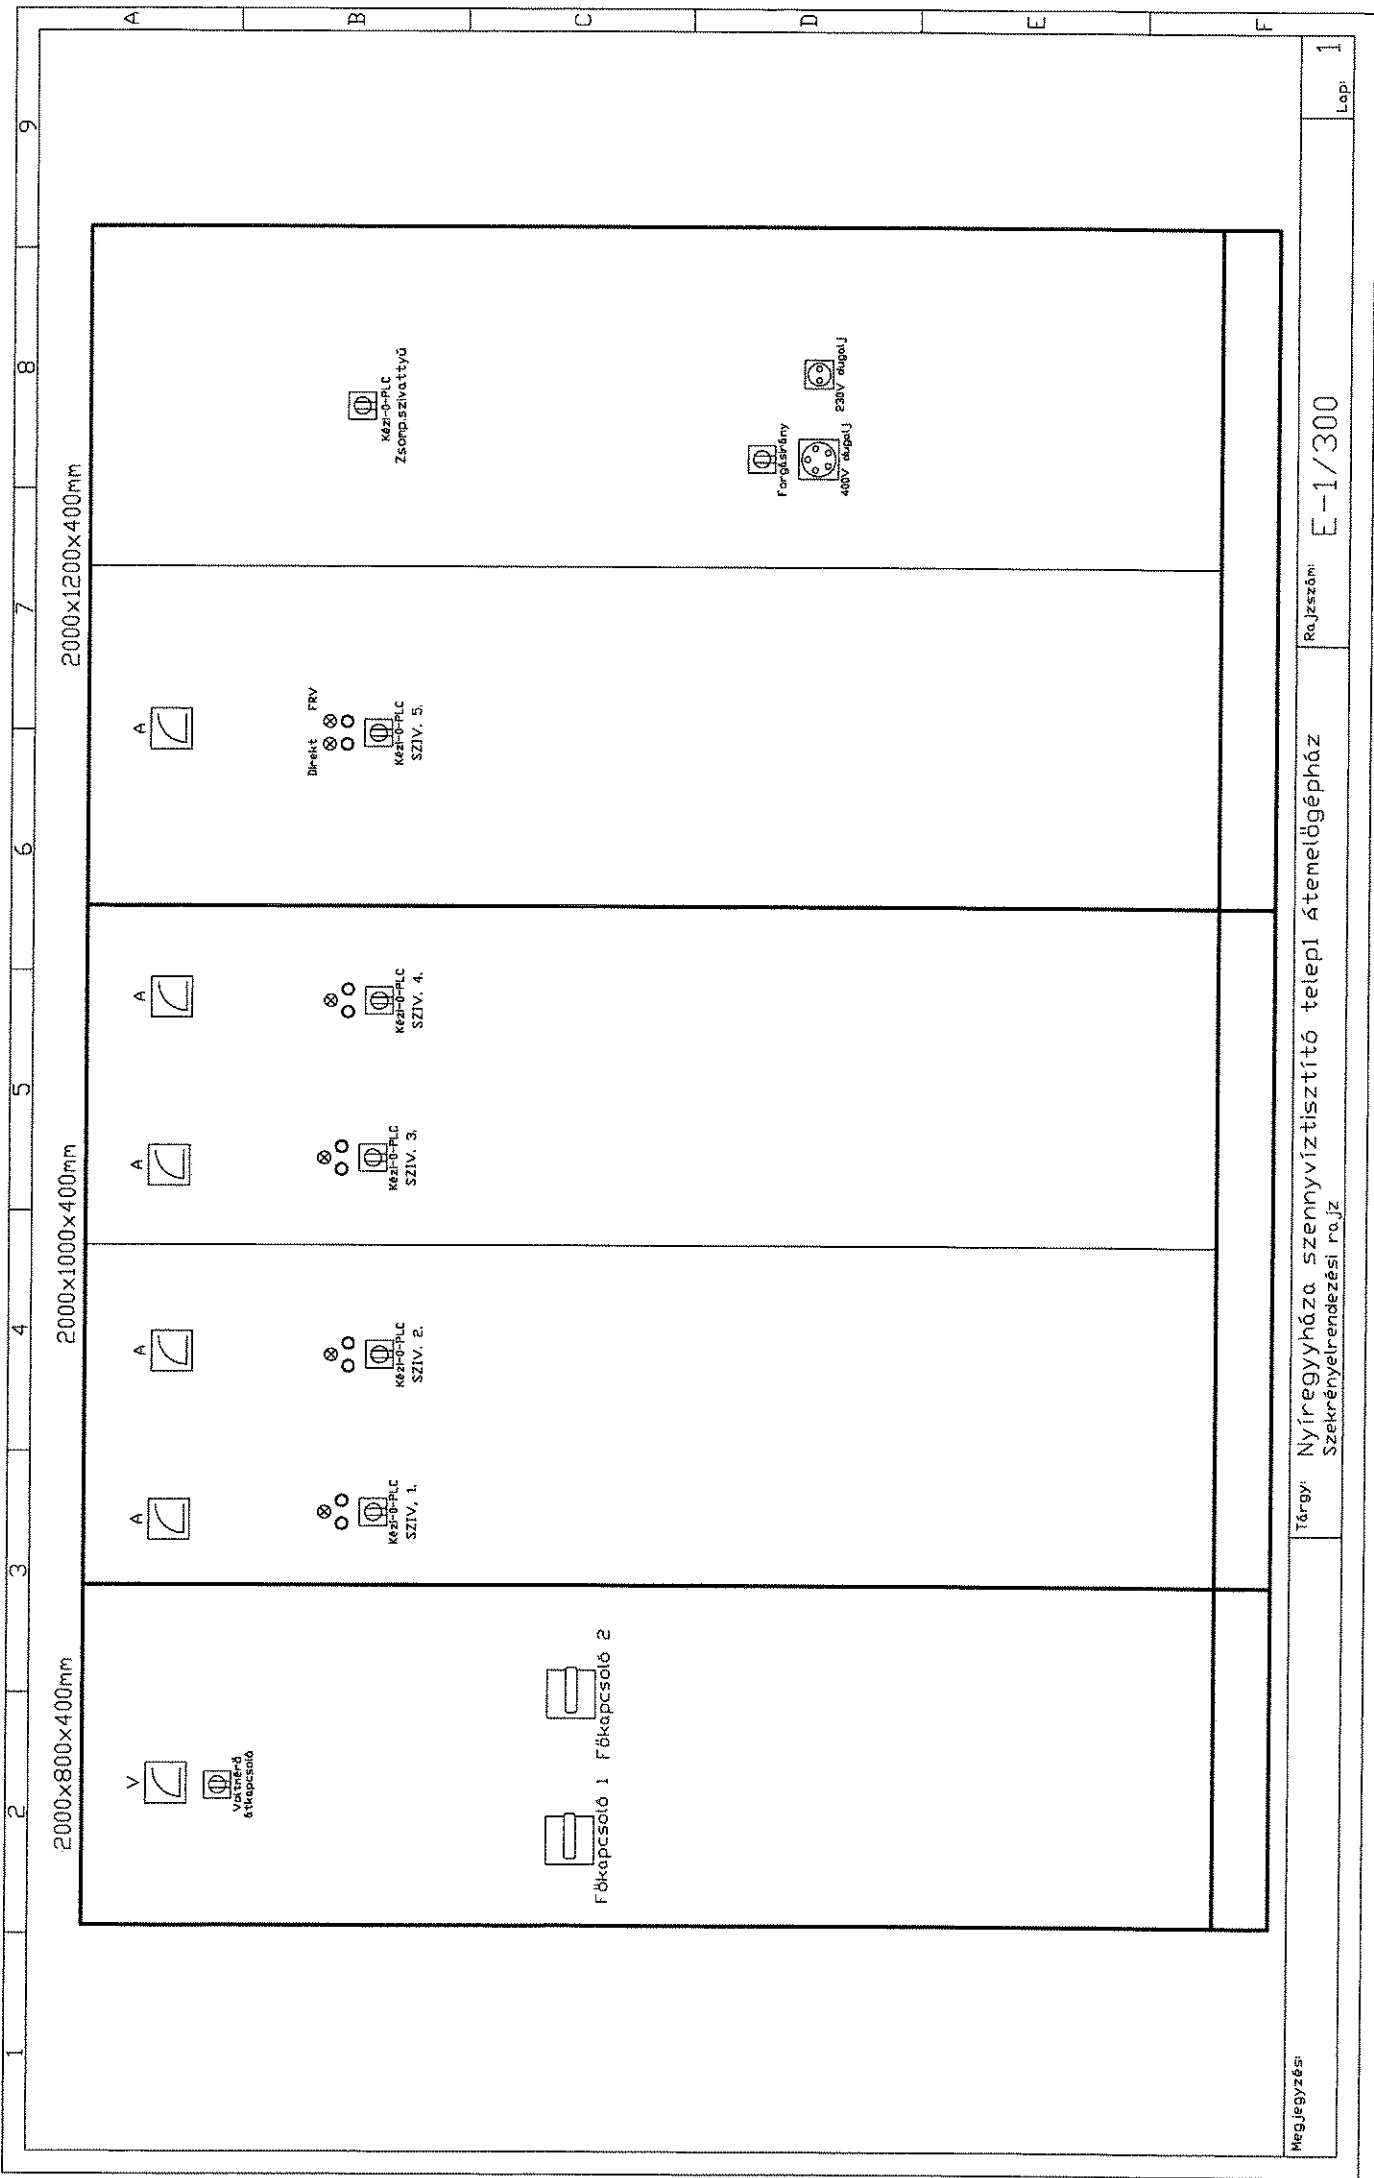 1 2 3 4 5 6 7 8 9
A
B
C
D
E
F
2000x800x400mm
2000x1000x400mm
2000x1200x400mm
V
A
A
A
A
A
Voltmérő
átkapcsoló
Direkt FRV
Kézi-0-PLC
SZIV, 1.
Kézi-0-PLC
SZIV. 2.
Kézi-0-PLC
SZIV. 3.
Kézi-0-PLC
SZIV. 4.
Kézi-0-PLC
SZIV. 5.
Kézi-0-PLC
Zsomp.szivattyú
Főkapcsoló 1 Főkapcsoló 2
Forgásirány
400V dugalj 230V dugalj
Megjegyzés:
Tárgy: Nyíregyyháza szennyvíztisztító telepi Átemelőgépház
Szekrényelrendezési rajz
Rajzszám: E-1/300
Lap: 1